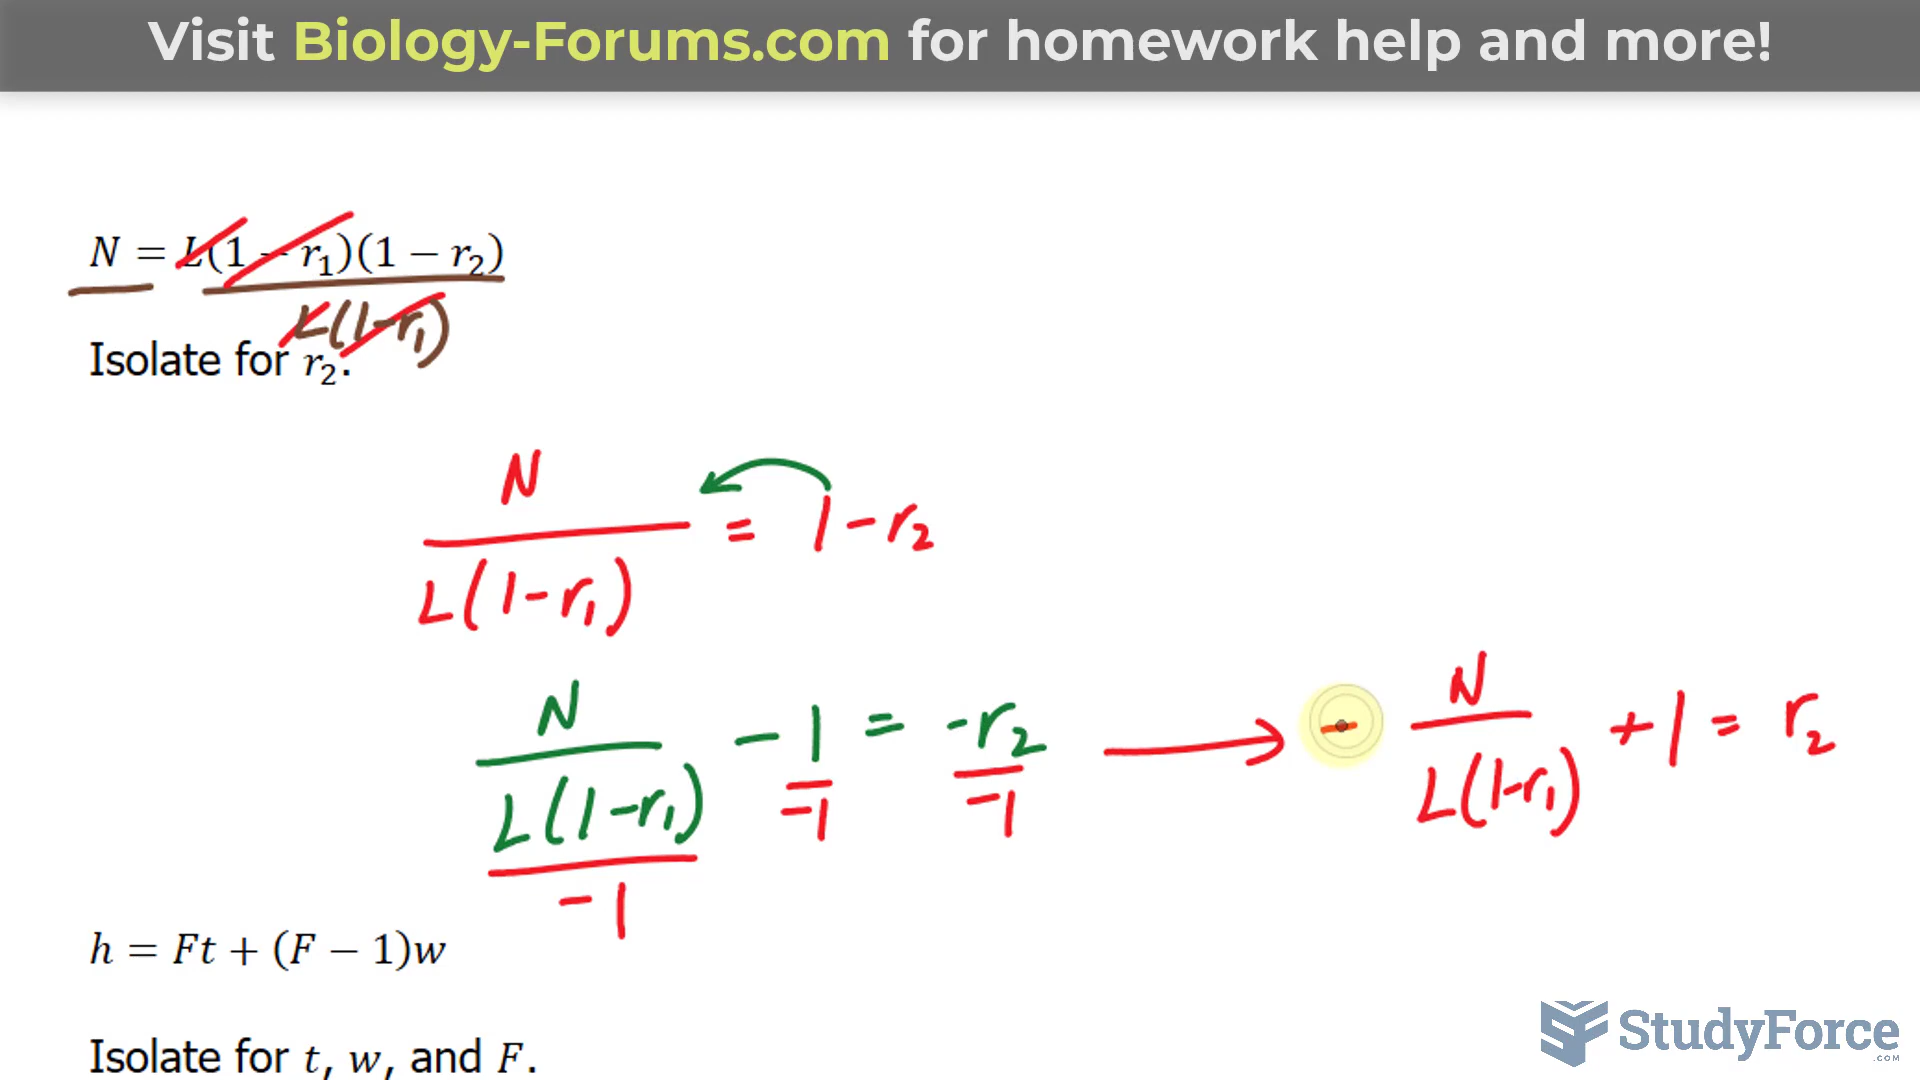 Visit Biology-Forums.com for homework help and more!
N = L(1 − r₁)(1 − r₂)
L(1-r₁)
Isolate for r₂.
N
= 1-r₂
L(1-r₁)
N
- 1 = -r₂
L(1-r₁)
-1
-1
-1
N
- + 1 = r₂
L(1-r₁)
h = Ft + (F − 1)w
Isolate for t, w, and F.
StudyForce
.COM